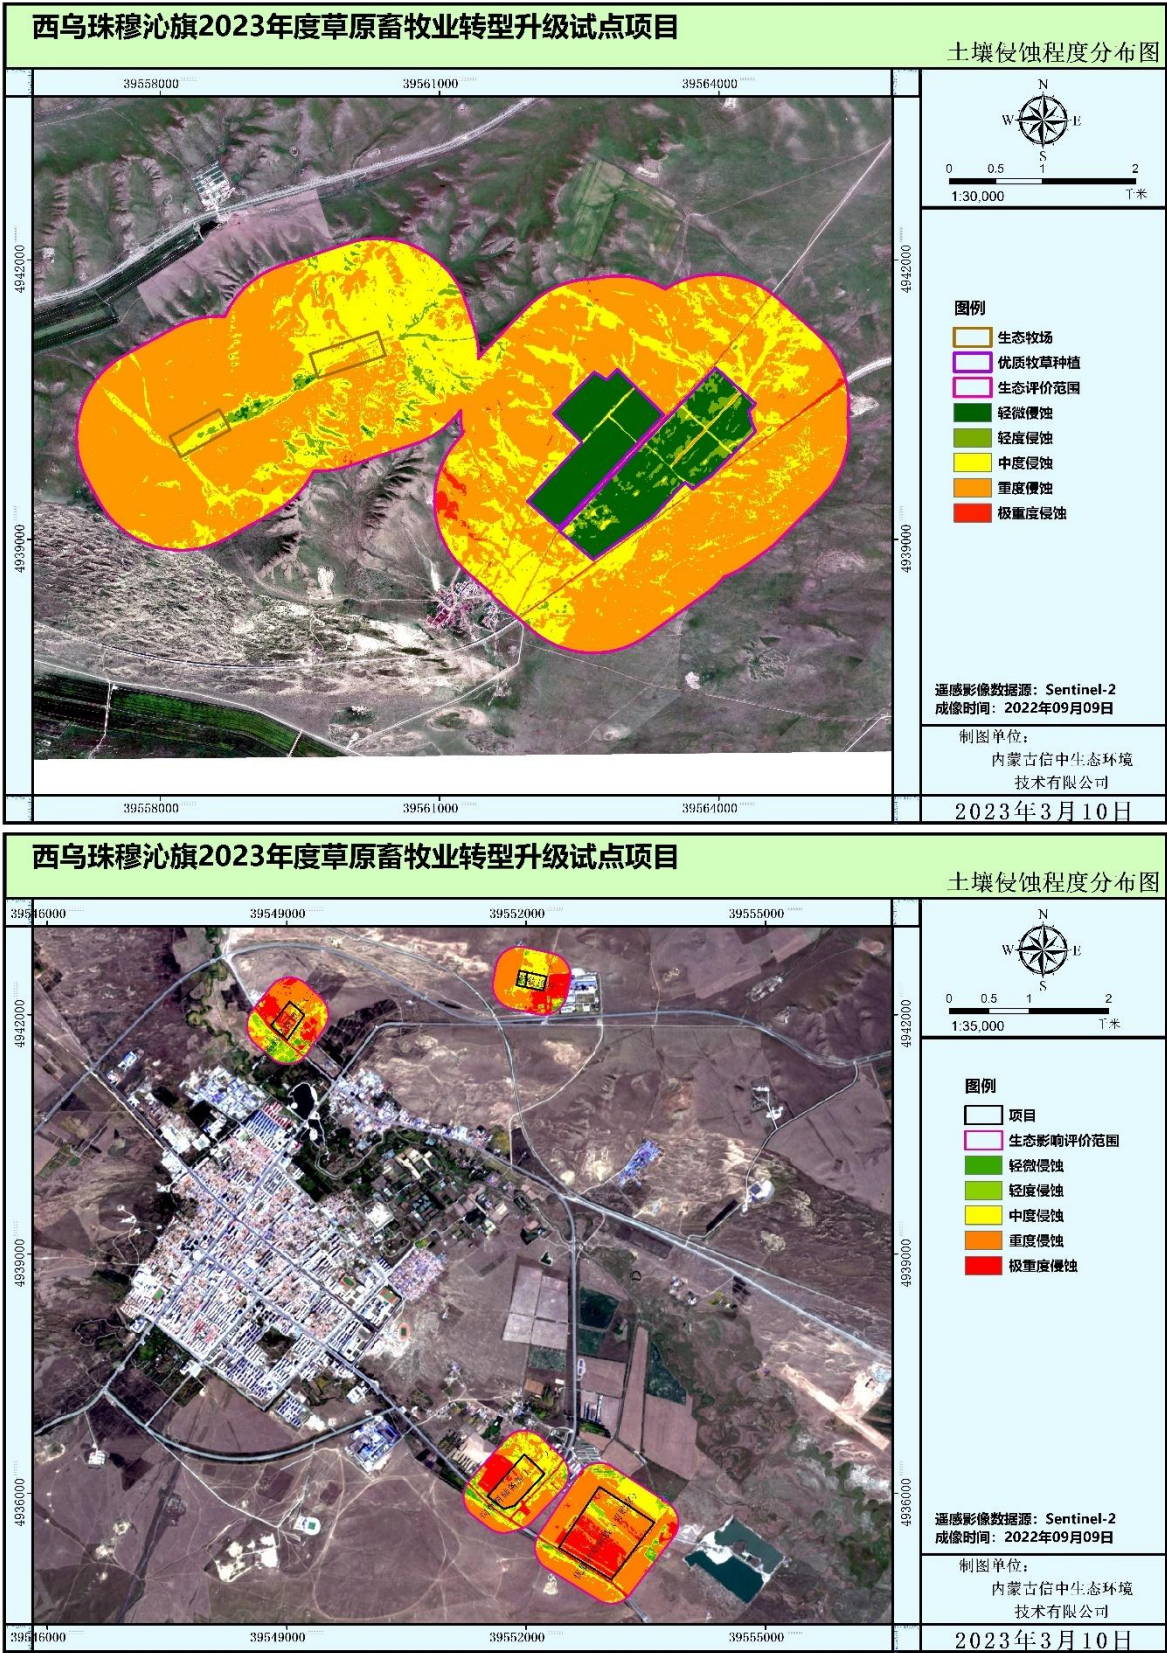 西乌珠穆沁旗2023年度草原畜牧业转型升级试点项目
土壤侵蚀程度分布图
39558000 39561000 39564000
N
W E
S
0 0.5 1 2
1:30,000 千米
4942000 4942000
图例
生态牧场
优质牧草种植
生态评价范围
轻微侵蚀
轻度侵蚀
中度侵蚀
重度侵蚀
极重度侵蚀
4939000 4939000
遥感影像数据源：Sentinel-2
成像时间：2022年09月09日
制图单位：
内蒙古信中生态环境
技术有限公司
39558000 39561000 39564000
2023年3月10日
西乌珠穆沁旗2023年度草原畜牧业转型升级试点项目
土壤侵蚀程度分布图
39546000 39549000 39552000 39555000
N
W E
S
0 0.5 1 2
1:35,000 千米
4942000 4942000
图例
项目
生态影响评价范围
轻微侵蚀
轻度侵蚀
中度侵蚀
重度侵蚀
极重度侵蚀
4939000 4939000
4936000 4936000
遥感影像数据源：Sentinel-2
成像时间：2022年09月09日
制图单位：
内蒙古信中生态环境
技术有限公司
39546000 39549000 39552000 39555000
2023年3月10日